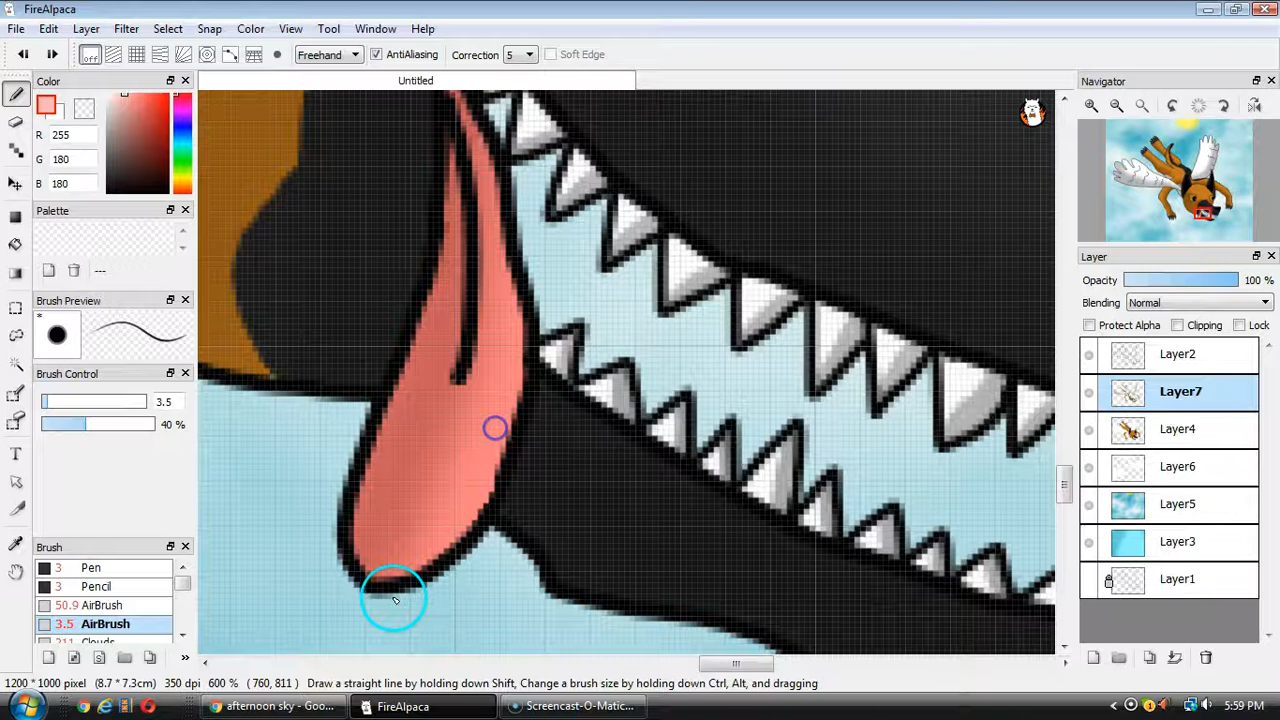 FireAlpaca
File Edit Layer Filter Select Snap Color View Tool Window Help
off Freehand AntiAliasing Correction 5 Soft Edge
Color
Untitled
Navigator
R 255
G 180
B 180
Palette
---
Layer
Opacity 100 %
Blending Normal
Protect Alpha Clipping Lock
Brush Preview
*
Layer2
Brush Control
Layer7
3.5
40 %
Layer4
Layer6
Layer5
Layer3
Brush
3 Pen
Layer1
3 Pencil
50.9 AirBrush
3.5 AirBrush
211 Clouds
1200 * 1000 pixel (8.7 * 7.3cm) 350 dpi 600 % (760, 811) Draw a straight line by holding down Shift, Change a brush size by holding down Ctrl, Alt, and dragging
afternoon sky - Goo... FireAlpaca Screencast-O-Matic... 5:59 PM